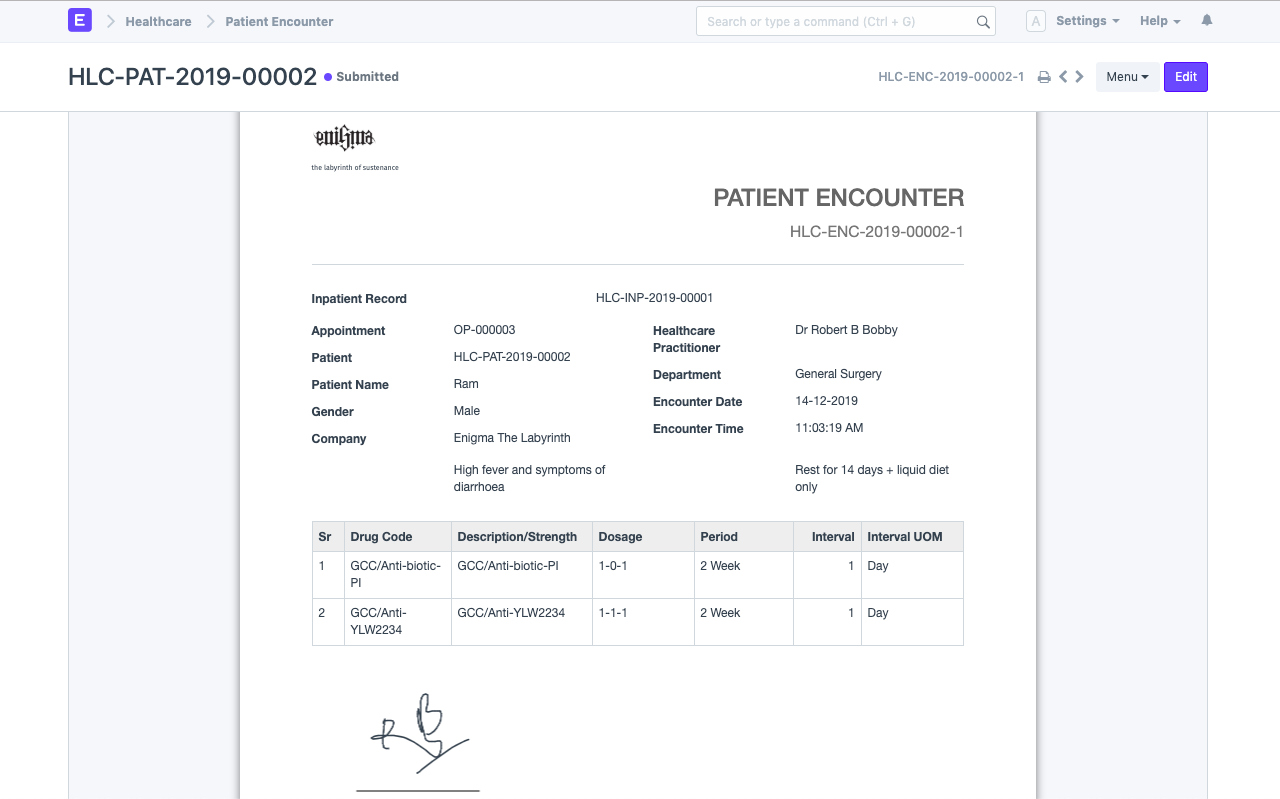 E Healthcare Patient Encounter Search or type a command (Ctrl + G) A Settings Help
HLC-PAT-2019-00002 Submitted HLC-ENC-2019-00002-1 Menu Edit
enigma
the labyrinth of sustenance
PATIENT ENCOUNTER
HLC-ENC-2019-00002-1
Inpatient Record HLC-INP-2019-00001
Appointment OP-000003
Patient HLC-PAT-2019-00002
Patient Name Ram
Gender Male
Company Enigma The Labyrinth
High fever and symptoms of
diarrhoea
Healthcare
Practitioner Dr Robert B Bobby
Department General Surgery
Encounter Date 14-12-2019
Encounter Time 11:03:19 AM
Rest for 14 days + liquid diet
only
Sr Drug Code Description/Strength Dosage Period Interval Interval UOM
1 GCC/Anti-biotic- GCC/Anti-biotic-PI 1-0-1 2 Week 1 Day
PI
2 GCC/Anti- GCC/Anti-YLW2234 1-1-1 2 Week 1 Day
YLW2234